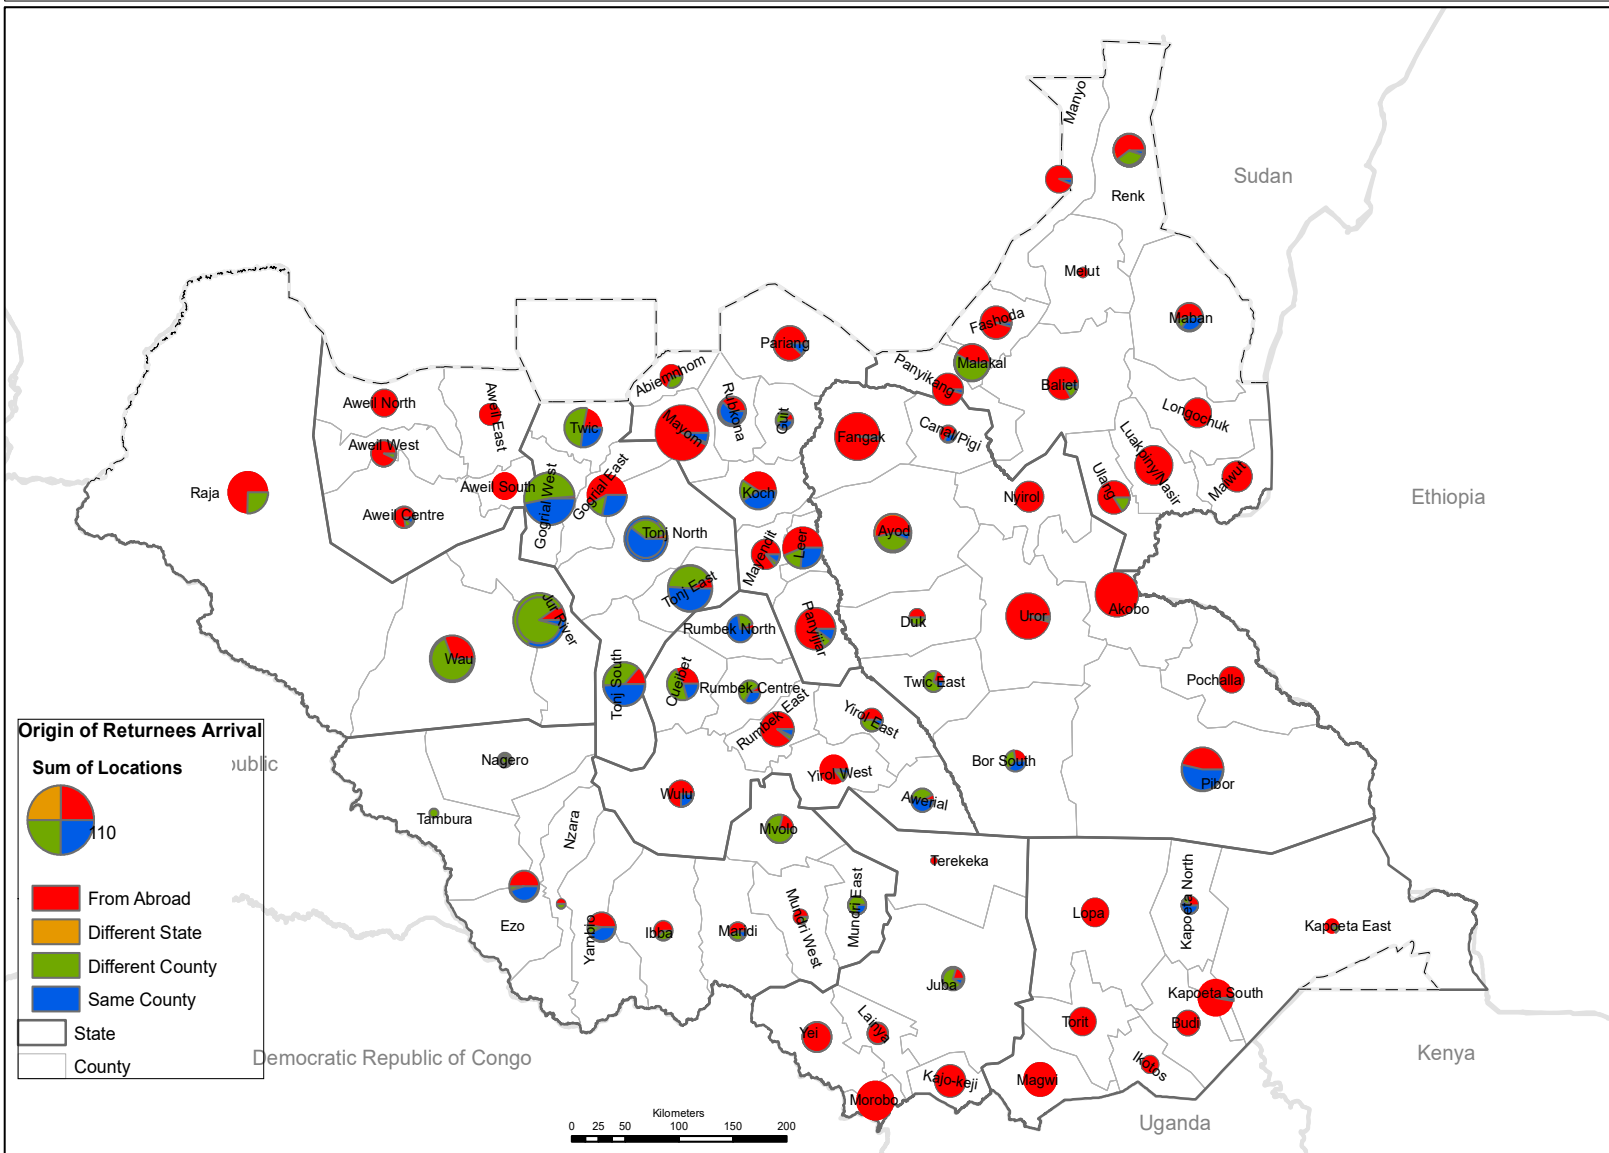 Manyo
Sudan
Renk
Melut
Maban
Fashoda
Pariang
Malakal
Abiemnhom
Panyikang
Baliet
Aweil North
Aweil East
Rubkona
Guit
Longochuk
Twic
Mayom
Canal/Pigi
Fangak
Luakpiny/Nasir
Aweil West
Gogrial West
Gogrial East
Ulang
Maiwut
Raja
Aweil South
Koch
Nyirol
Ethiopia
Aweil Centre
Tonj North
Ayod
Mayendit
Leer
Tonj East
Akobo
Jur River
Rumbek North
Panyijiar
Duk
Uror
Wau
Tonj South
Cueibet
Rumbek Centre
Twic East
Pochalla
Rumbek East
Yirol East
Origin of Returnees Arrival
Sum of Locations
110
From Abroad
Different State
Different County
Same County
State
County
public
Nagero
Bor South
Pibor
Yirol West
Wulu
Awerial
Tambura
Nzara
Mvolo
Terekeka
Kapoeta North
Mundri East
Lopa
Ezo
Yambio
Ibba
Maridi
Mundri West
Kapoeta East
Juba
Kapoeta South
Yei
Lainya
Torit
Budi
Democratic Republic of Congo
Ikotos
Kenya
Kajo-keji
Magwi
Morobo
Uganda
Kilometers
0 25 50 100 150 200